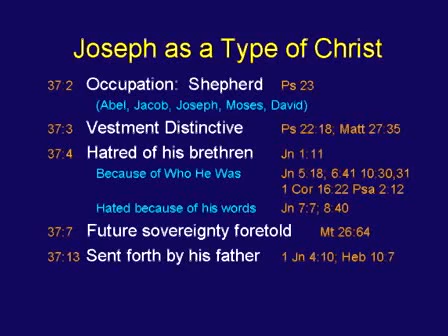 Joseph as a Type of Christ
37:2 Occupation: Shepherd Ps 23
(Abel, Jacob, Joseph, Moses, David)
37:3 Vestment Distinctive Ps 22:18, Matt 27:35
37:4 Hatred of his brethren Jn 1:11
Because of Who He Was Jn 5:18; 6:41 10:30,31
1 Cor 16:22 Psa 2:12
Hated because of his words Jn 7:7; 8:40
37:7 Future sovereignty foretold Mt 26:64
37:13 Sent forth by his father 1 Jn 4:10; Heb 10:7